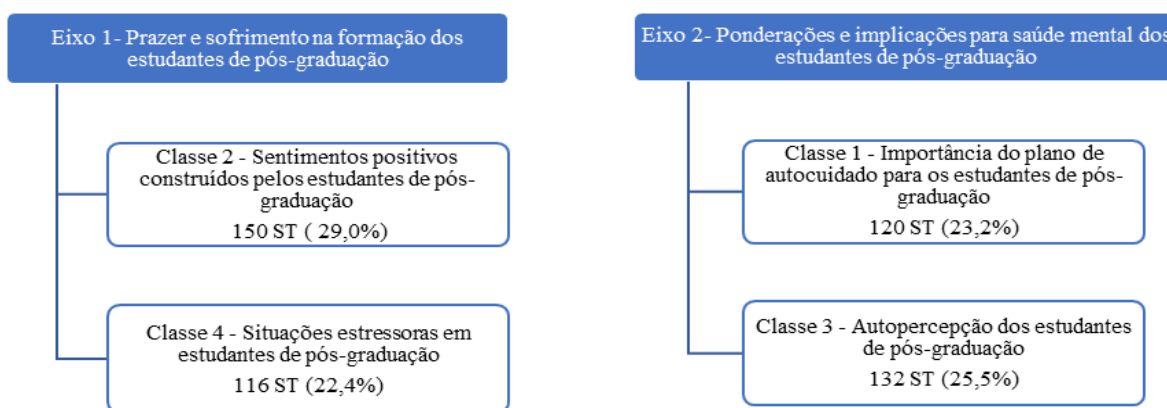 Eixo 1- Prazer e sofrimento na formação dos
estudantes de pós-graduação
Classe 2 - Sentimentos positivos
construídos pelos estudantes de pós-
graduação
150 ST ( 29,0%)
Classe 4 - Situações estressoras em
estudantes de pós-graduação
116 ST (22,4%)
Eixo 2- Ponderações e implicações para saúde mental dos
estudantes de pós-graduação
Classe 1 - Importância do plano de
autocuidado para os estudantes de pós-
graduação
120 ST (23,2%)
Classe 3 - Autopercepção dos estudantes
de pós-graduação
132 ST (25,5%)